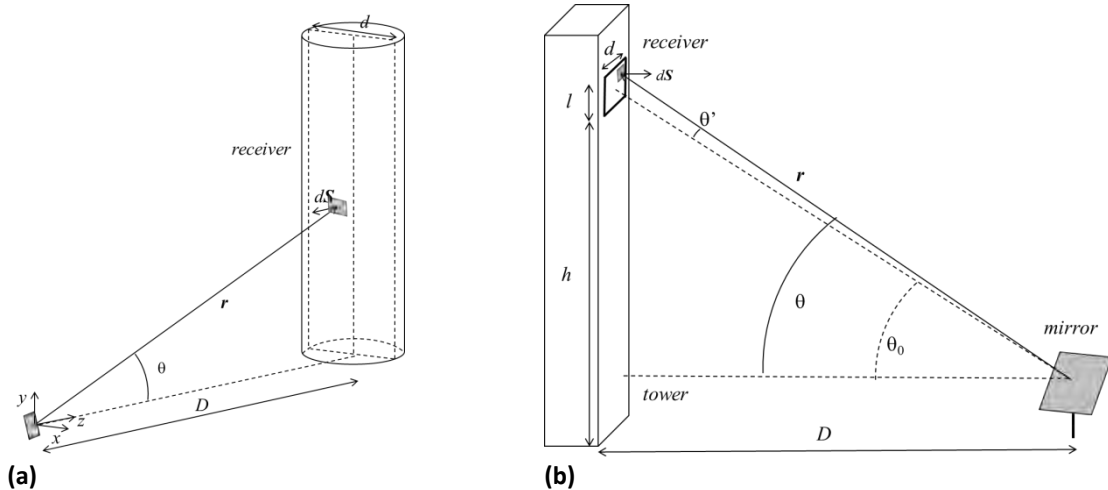 d
receiver
dS
r
θ
y
z
x
D
(a)
receiver
d
dS
l
θ’
r
h
θ
θ0
mirror
tower
D
(b)